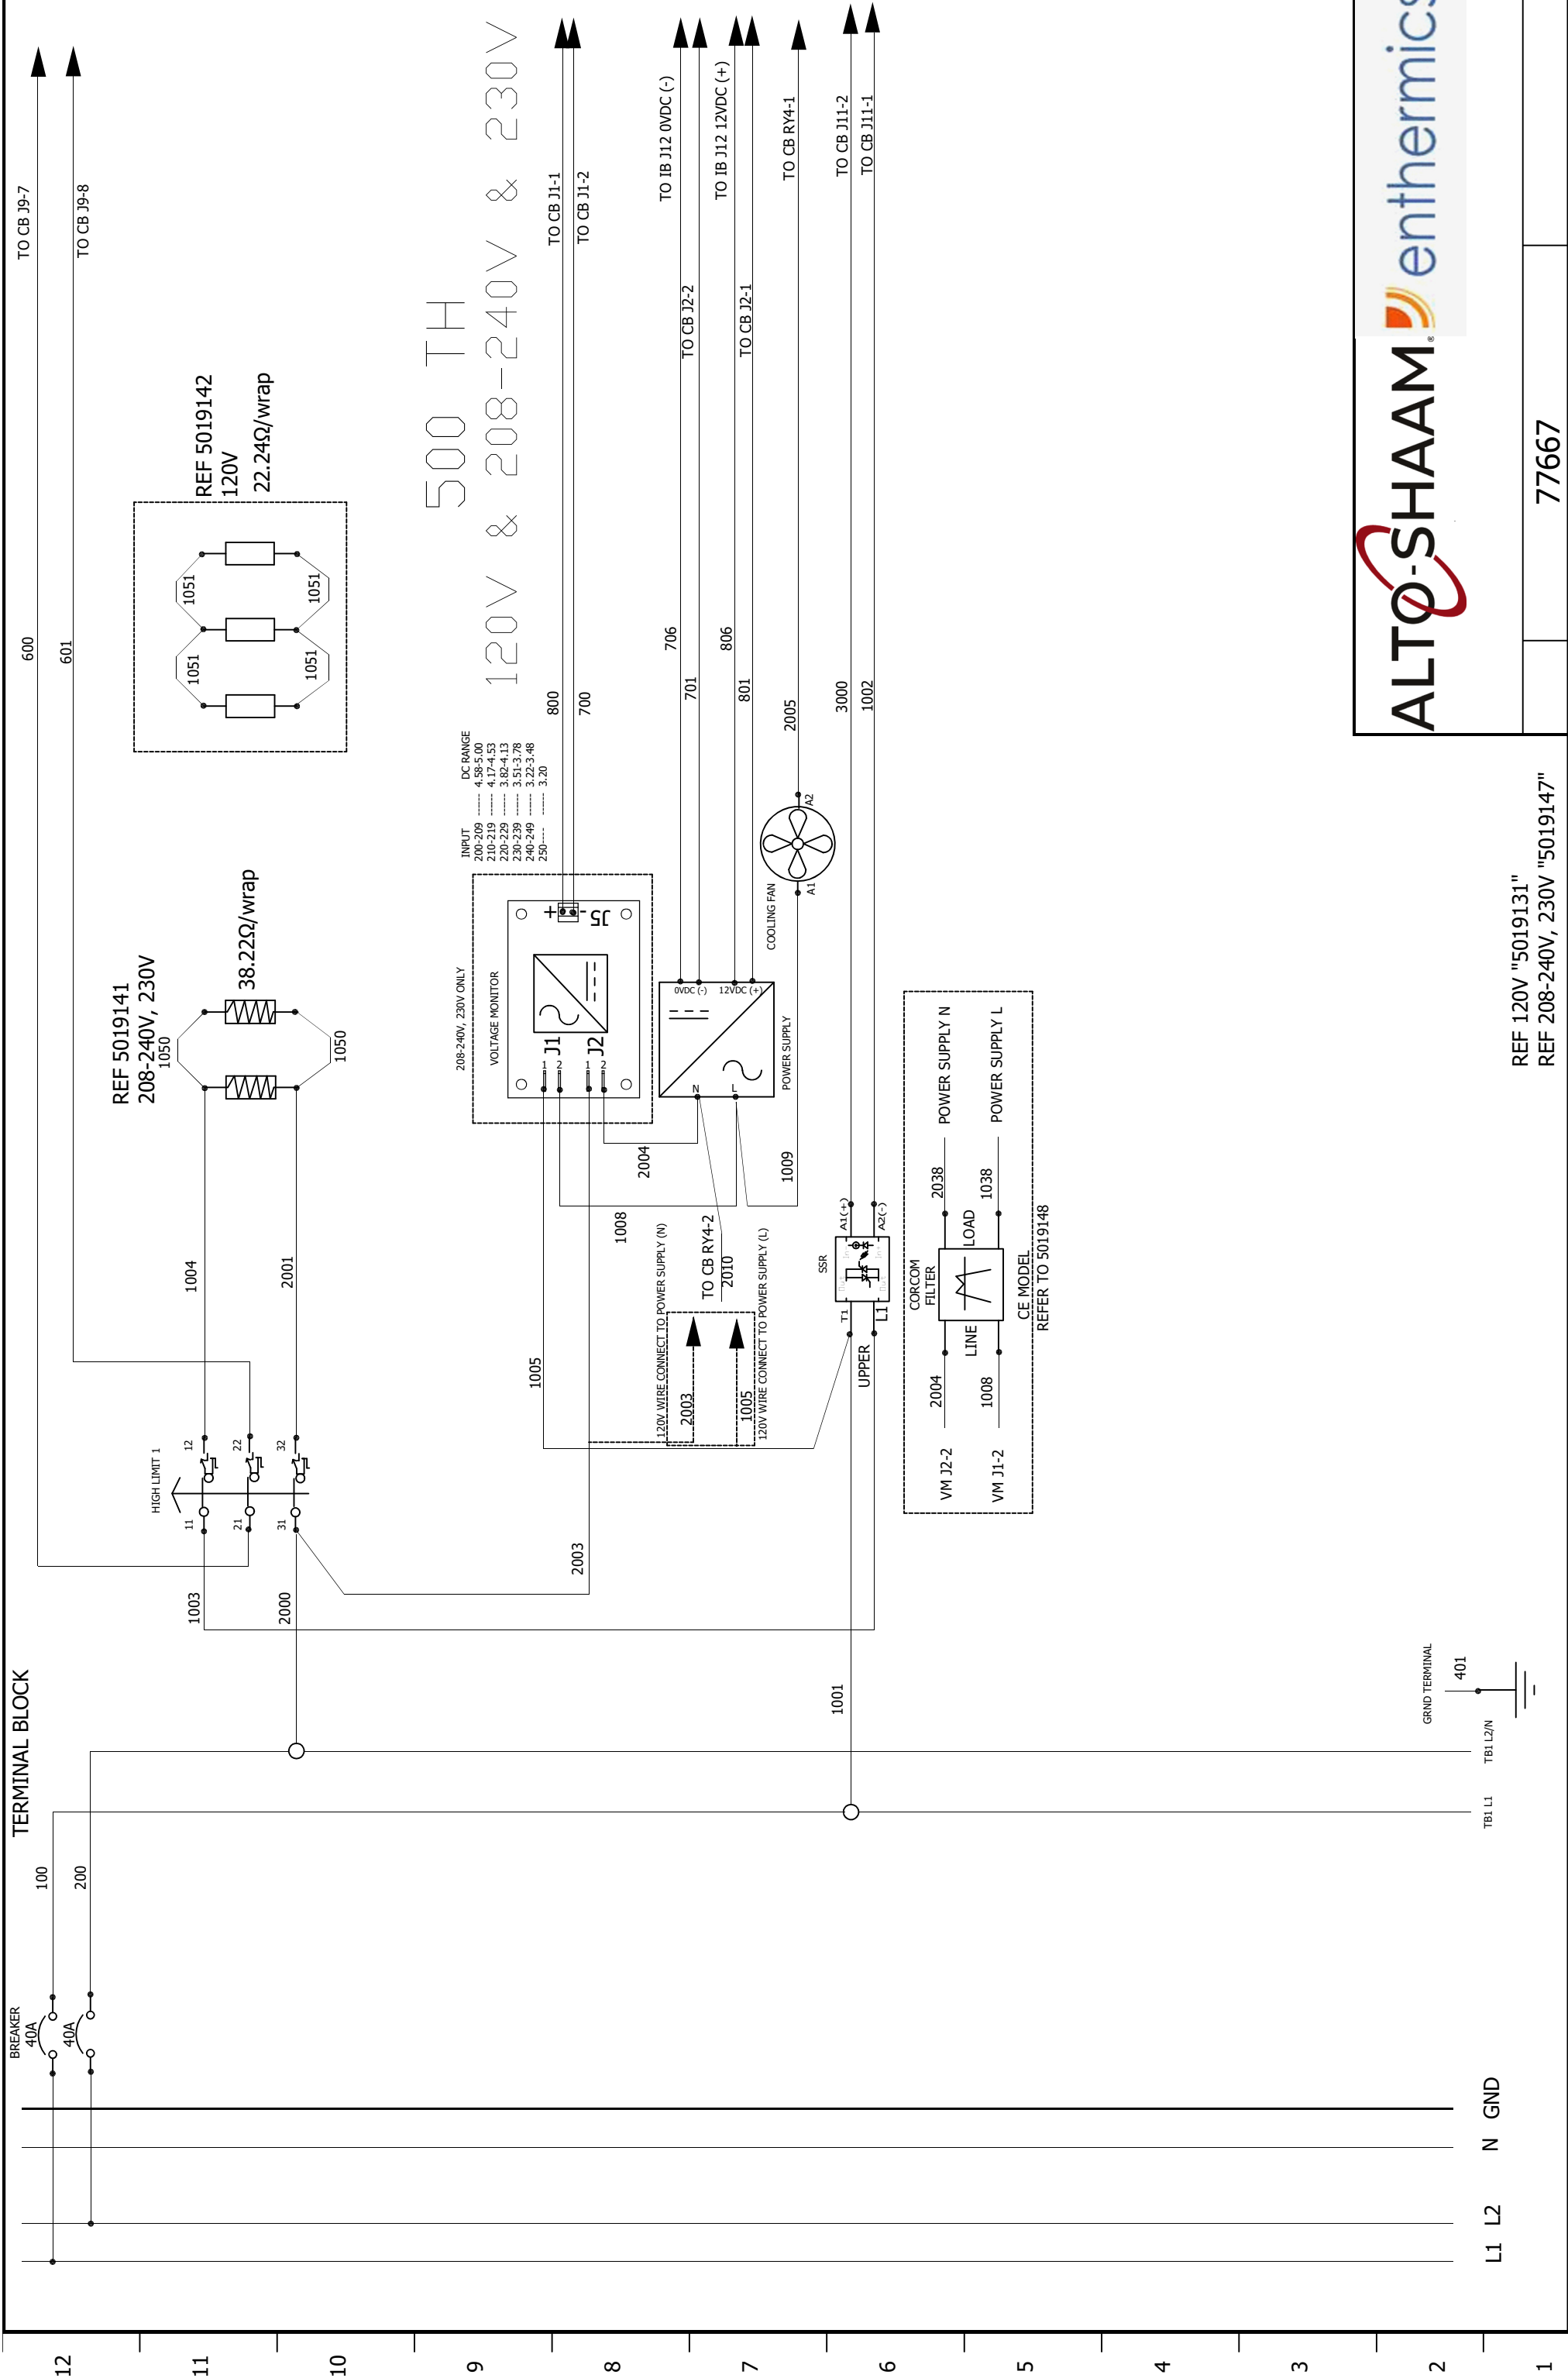 TERMINAL BLOCK
BREAKER
40A
40A
100
200
600
TO CB J9-7
601
TO CB J9-8
HIGH LIMIT 1
11
12
21
22
31
32
1003
2000
1004
2001
REF 5019141
208-240V, 230V
1050
38.22Ω/wrap
1050
REF 5019142
120V
22.24Ω/wrap
1051
1051
1051
1051
500 TH
120V & 208-240V & 230V
208-240V, 230V ONLY
VOLTAGE MONITOR
J1
1
2
J2
1
2
+
-
J5
INPUT DC RANGE
200-209 ------ 4.58-5.00
210-219 ------ 4.17-4.53
220-229 ------ 3.82-4.13
230-239 ------ 3.51-3.78
240-249 ------ 3.22-3.48
250---- ------ 3.20
800
TO CB J1-1
700
TO CB J1-2
1005
2003
1008
2004
0VDC (-)
12VDC (+)
N
L
POWER SUPPLY
706
TO IB J12 0VDC (-)
701
TO CB J2-2
806
TO IB J12 12VDC (+)
801
TO CB J2-1
120V WIRE CONNECT TO POWER SUPPLY (N)
2003
1005
120V WIRE CONNECT TO POWER SUPPLY (L)
TO CB RY4-2
2010
1009
COOLING FAN
A1
A2
2005
TO CB RY4-1
SSR
T1
L1
A1(+)
A2(-)
UPPER
1001
3000
TO CB J11-2
1002
TO CB J11-1
CORCOM
FILTER
VM J2-2
2004
2038
POWER SUPPLY N
LINE
LOAD
VM J1-2
1008
1038
POWER SUPPLY L
CE MODEL
REFER TO 5019148
GRND TERMINAL
401
TB1 L2/N
TB1 L1
L1 L2 N GND
REF 120V "5019131"
REF 208-240V, 230V "5019147"
ALTO-SHAAM® enthermics
77667
12
11
10
9
8
7
6
5
4
3
2
1